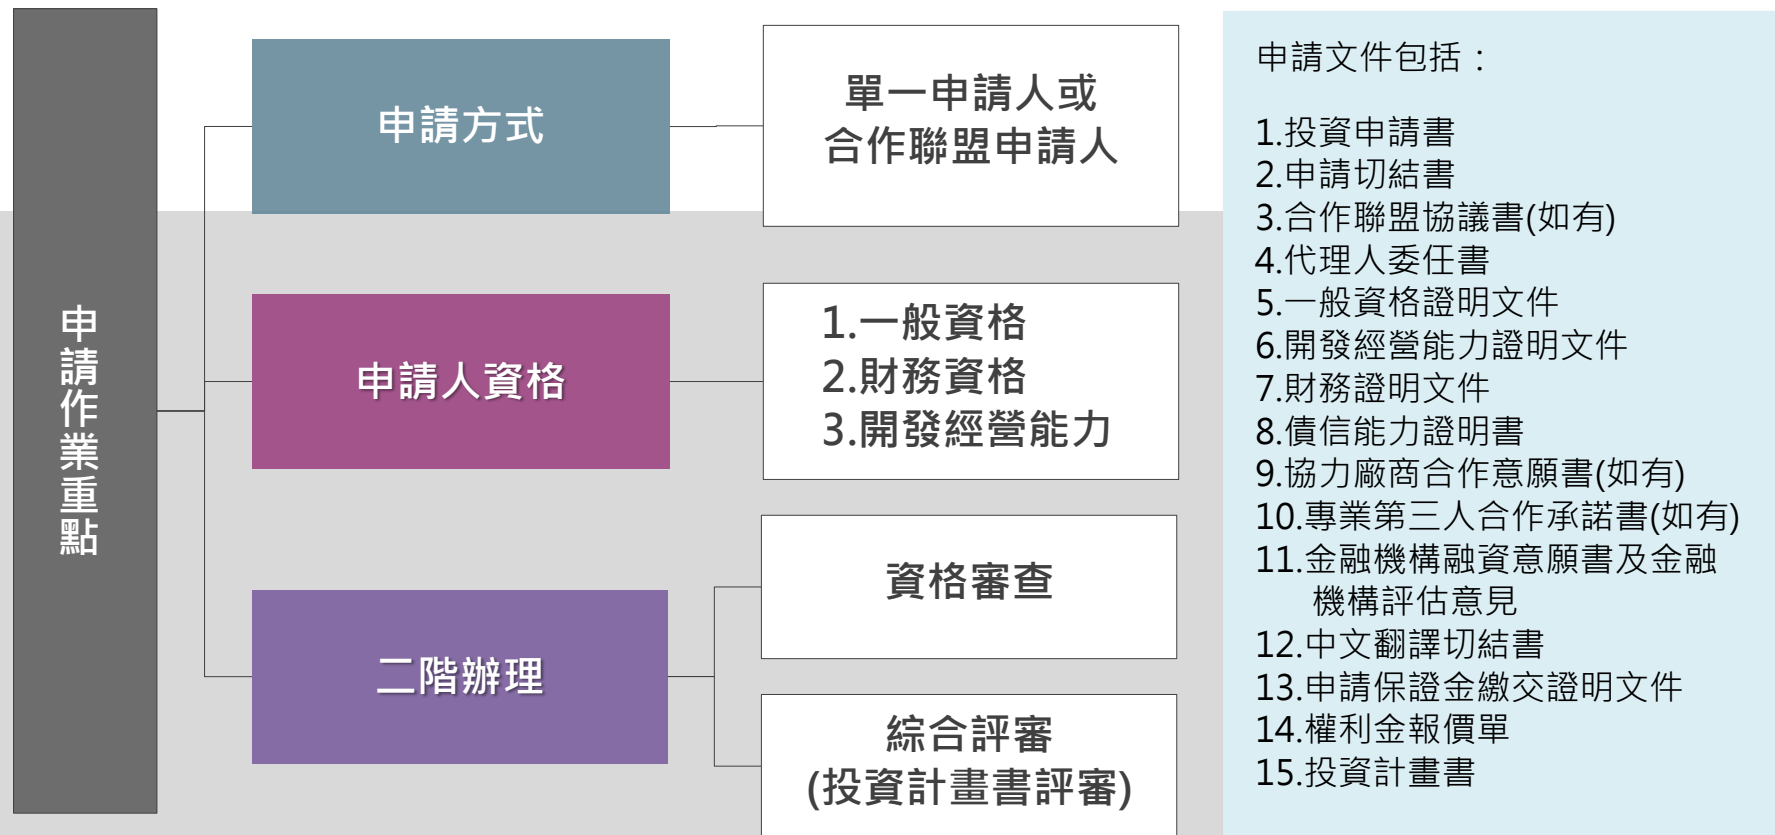 申請作業重點
申請方式
單一申請人或
合作聯盟申請人
申請人資格
1.一般資格
2.財務資格
3.開發經營能力
二階辦理
資格審查
綜合評審
(投資計畫書評審)
申請文件包括：
1.投資申請書
2.申請切結書
3.合作聯盟協議書(如有)
4.代理人委任書
5.一般資格證明文件
6.開發經營能力證明文件
7.財務證明文件
8.債信能力證明書
9.協力廠商合作意願書(如有)
10.專業第三人合作承諾書(如有)
11.金融機構融資意願書及金融
機構評估意見
12.中文翻譯切結書
13.申請保證金繳交證明文件
14.權利金報價單
15.投資計畫書